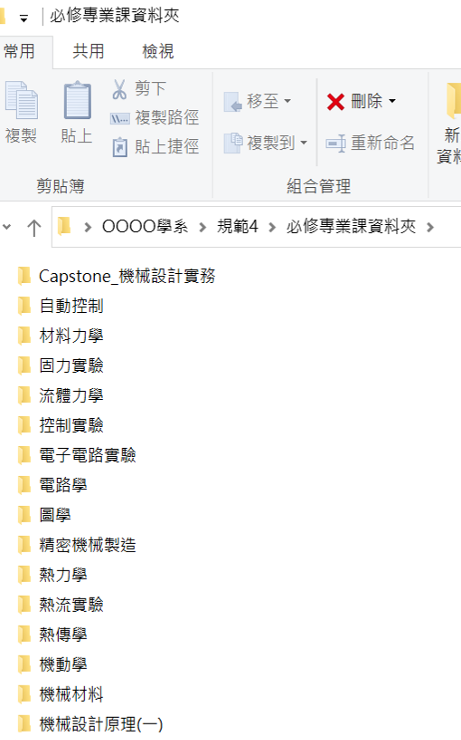 必修專業課資料夾
常用 共用 檢視
剪下
複製路徑
貼上捷徑
複製
貼上
移至
複製到
刪除
重新命名
新
資料
剪貼簿
組合管理
OOOO學系 > 規範4 > 必修專業課資料夾 >
Capstone_機械設計實務
自動控制
材料力學
固力實驗
流體力學
控制實驗
電子電路實驗
電路學
圖學
精密機械製造
熱力學
熱流實驗
熱傳學
機動學
機械材料
機械設計原理(一)